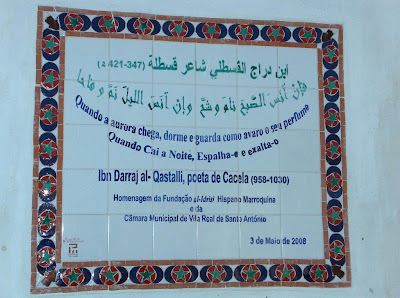 ابن دراج القسطلي شاعر قسطلة (347-421 ه)
فإن آنس الصبح نام وشح وإن آنس الليل نم و
Quando a aurora chega, dorme e guarda como avaro o seu perfume
Quando Cai a Noite, Espalha-e e exalta-o
Ibn Darraj al- Qastalli, poeta de Cacela (958-1030)
Homenagem da Fundação al-Idrisi Hispano Marroquina
e da
Câmara Municipal de Vila Real de Santo António
3 de Maio de 2008